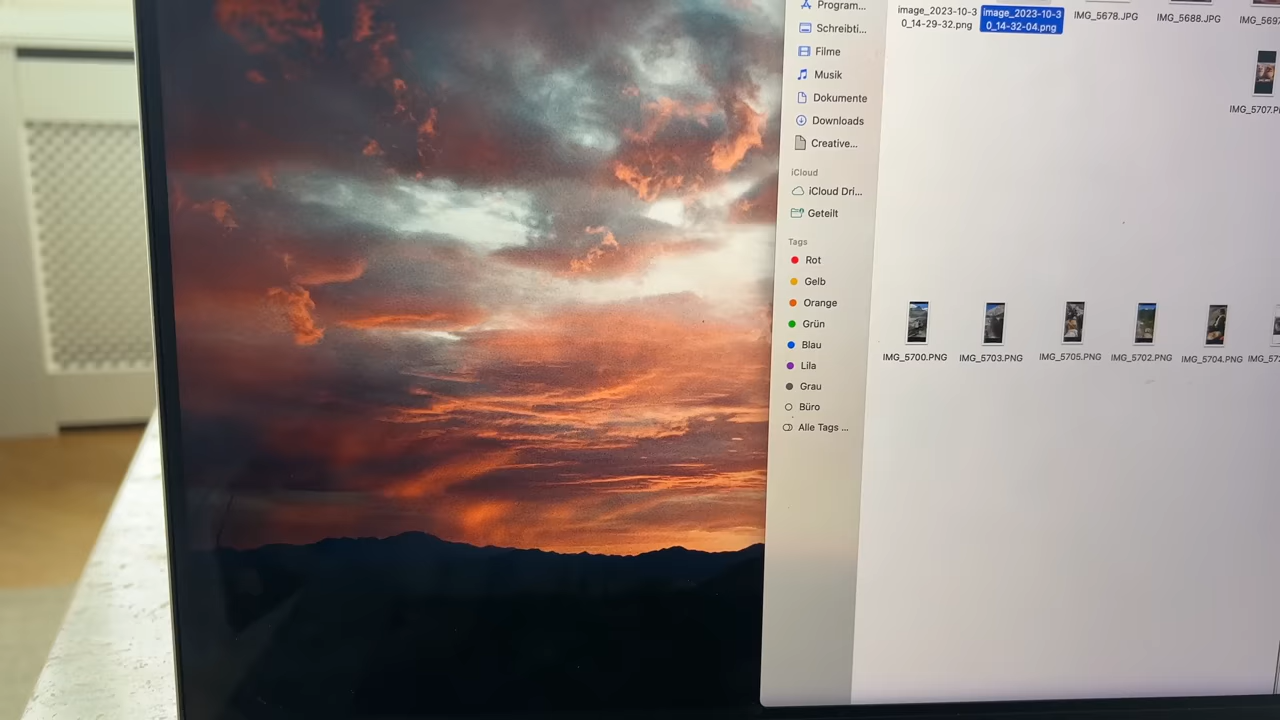 Program...
Schreibti...
Filme
Musik
Dokumente
Downloads
Creative...
iCloud
iCloud Dri...
Geteilt
Tags
Rot
Gelb
Orange
Grün
Blau
Lila
Grau
Büro
Alle Tags ...
image_2023-10-3
0_14-29-32.png
image_2023-10-3
0_14-32-04.png
IMG_5678.JPG
IMG_5688.JPG
IMG_5700.PNG
IMG_5703.PNG
IMG_5705.PNG
IMG_5702.PNG
IMG_5704.PNG